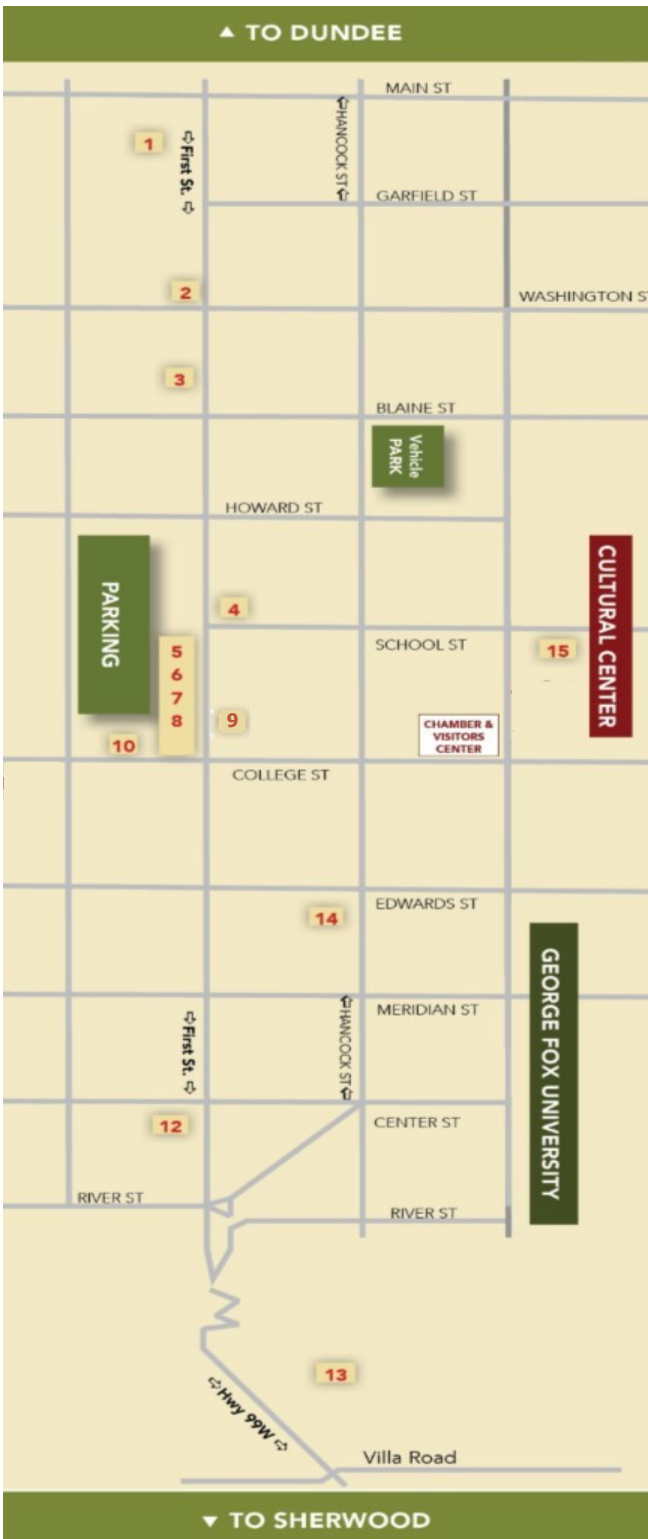 ▲ TO DUNDEE
MAIN ST
⇨ First St. ⇨
⇦ HANCOCK ST ⇦
1
GARFIELD ST
2
WASHINGTON ST
3
BLAINE ST
Vehicle
PARK
HOWARD ST
PARKING
CULTURAL CENTER
4
SCHOOL ST
15
5
6
7
8
9
CHAMBER &
VISITORS
CENTER
10
COLLEGE ST
EDWARDS ST
14
GEORGE FOX UNIVERSITY
⇨ First St. ⇨
⇦ HANCOCK ST ⇦
MERIDIAN ST
12
CENTER ST
RIVER ST
RIVER ST
13
⇨ Hwy 99W ⇨
Villa Road
▼ TO SHERWOOD